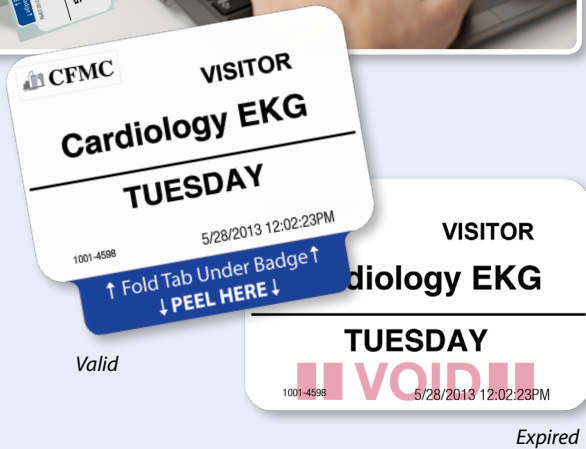 CFMC
VISITOR
Cardiology EKG
TUESDAY
5/28/2013 12:02:23PM
1001-4598
↑ Fold Tab Under Badge ↑
↓ PEEL HERE ↓
Valid
VISITOR
diology EKG
TUESDAY
VOID
1001-4598 5/28/2013 12:02:23PM
Expired